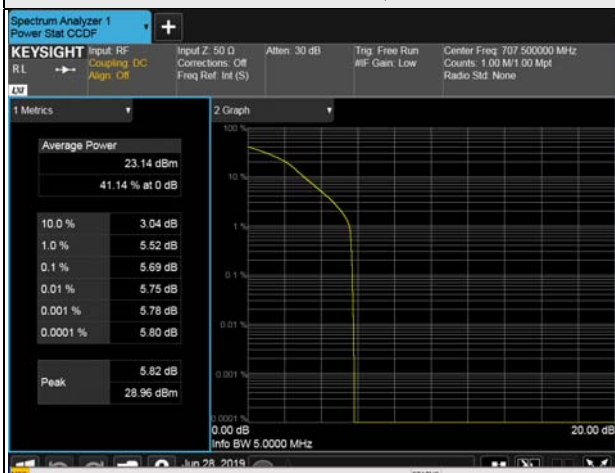 Spectrum Analyzer 1
Power Stat CCDF
+
KEYSIGHT
RL
LXI
Input: RF
Coupling: DC
Align: Off
Input Z: 50 Ω
Corrections: Off
Freq Ref: Int (S)
Atten: 30 dB
Trig: Free Run
#IF Gain: Low
Center Freq: 707.500000 MHz
Counts: 1.00 M/1.00 Mpt
Radio Std: None
1 Metrics
Average Power
23.14 dBm
41.14 % at 0 dB
10.0 % 3.04 dB
1.0 % 5.52 dB
0.1 % 5.69 dB
0.01 % 5.75 dB
0.001 % 5.78 dB
0.0001 % 5.80 dB
Peak 5.82 dB
28.96 dBm
2 Graph
100 %
10 %
1 %
0.1 %
0.01 %
0.001 %
0.0001 %
0.00 dB 20.00 dB
Info BW 5.0000 MHz
Jun 28, 2019